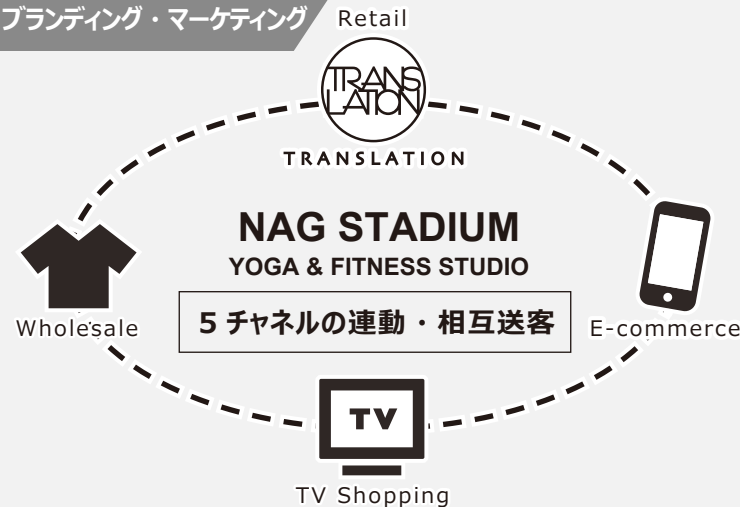 ブランディング・マーケティング
Retail
TRANS
LATION
TRANSLATION
NAG STADIUM
YOGA & FITNESS STUDIO
5チャネルの連動・相互送客
Wholesale
E-commerce
TV
TV Shopping